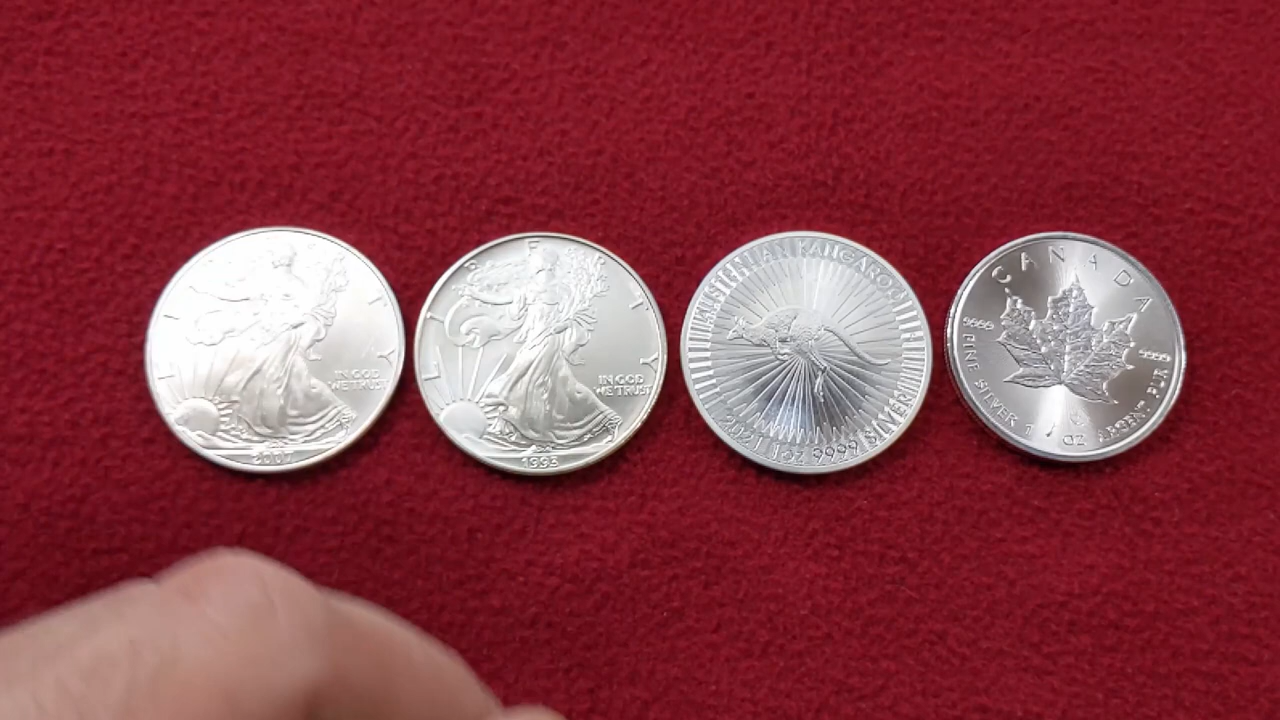 LIBERTY
IN GOD
WE TRUST
2007
LIBERTY
IN GOD
WE TRUST
AUSTRALIAN KANGAROO
2021 1oz 9999 SILVER
CANADA
9999
9999
FINE SILVER 1 OZ ARGENT PUR